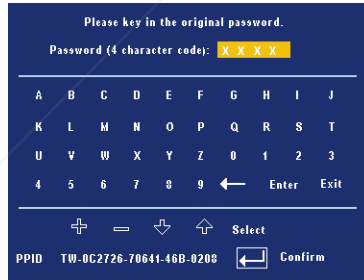 Please key in the original password.
Password (4 character code): X X X X
A B C D E F G H I J
K L M N O P Q R S T
U V W X Y Z 0 1 2 3
4 5 6 7 8 9 ← Enter Exit
Select
PPID TW-0C2726-70641-46B-0208 Confirm